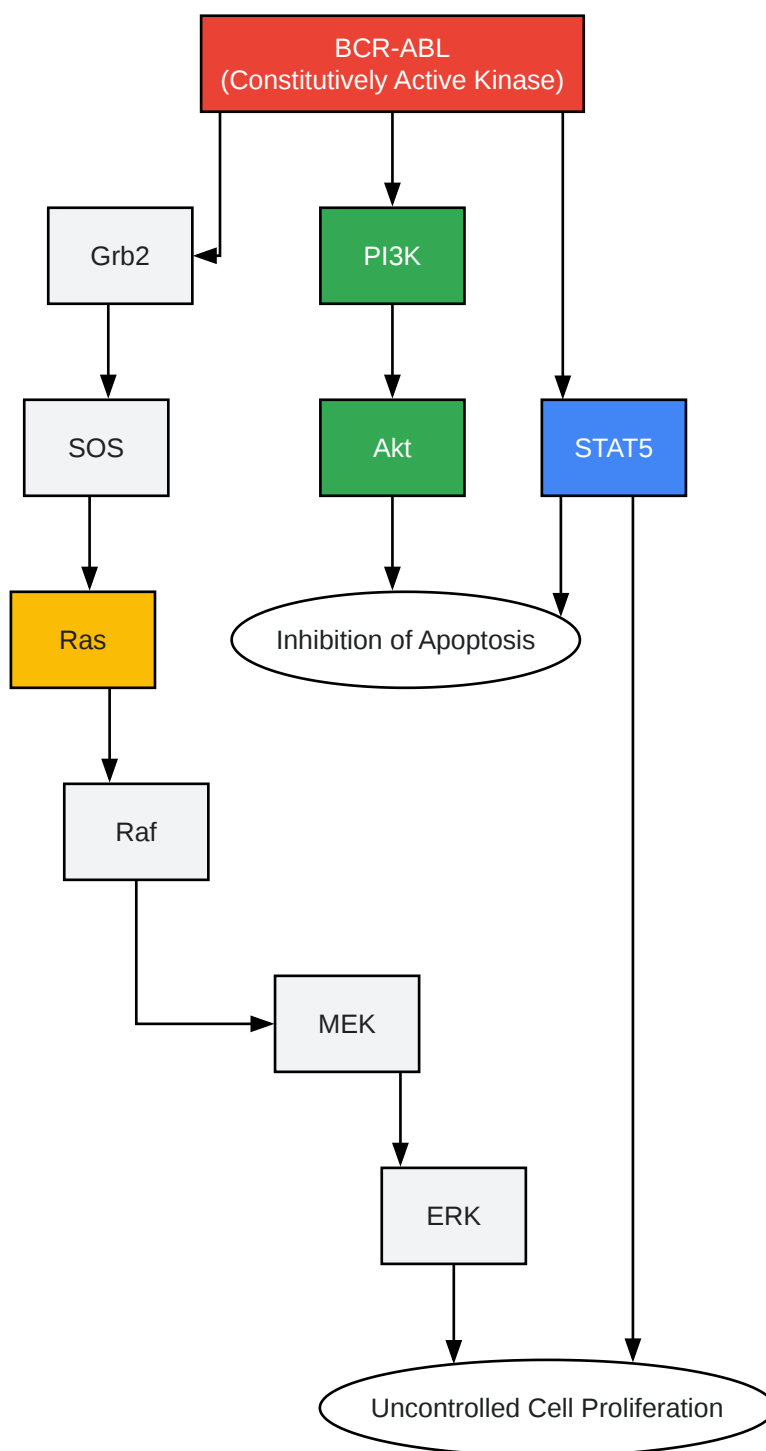 BCR-ABL
(Constitutively Active Kinase)
Grb2
PI3K
SOS
Akt
STAT5
Ras
Inhibition of Apoptosis
Raf
MEK
ERK
Uncontrolled Cell Proliferation